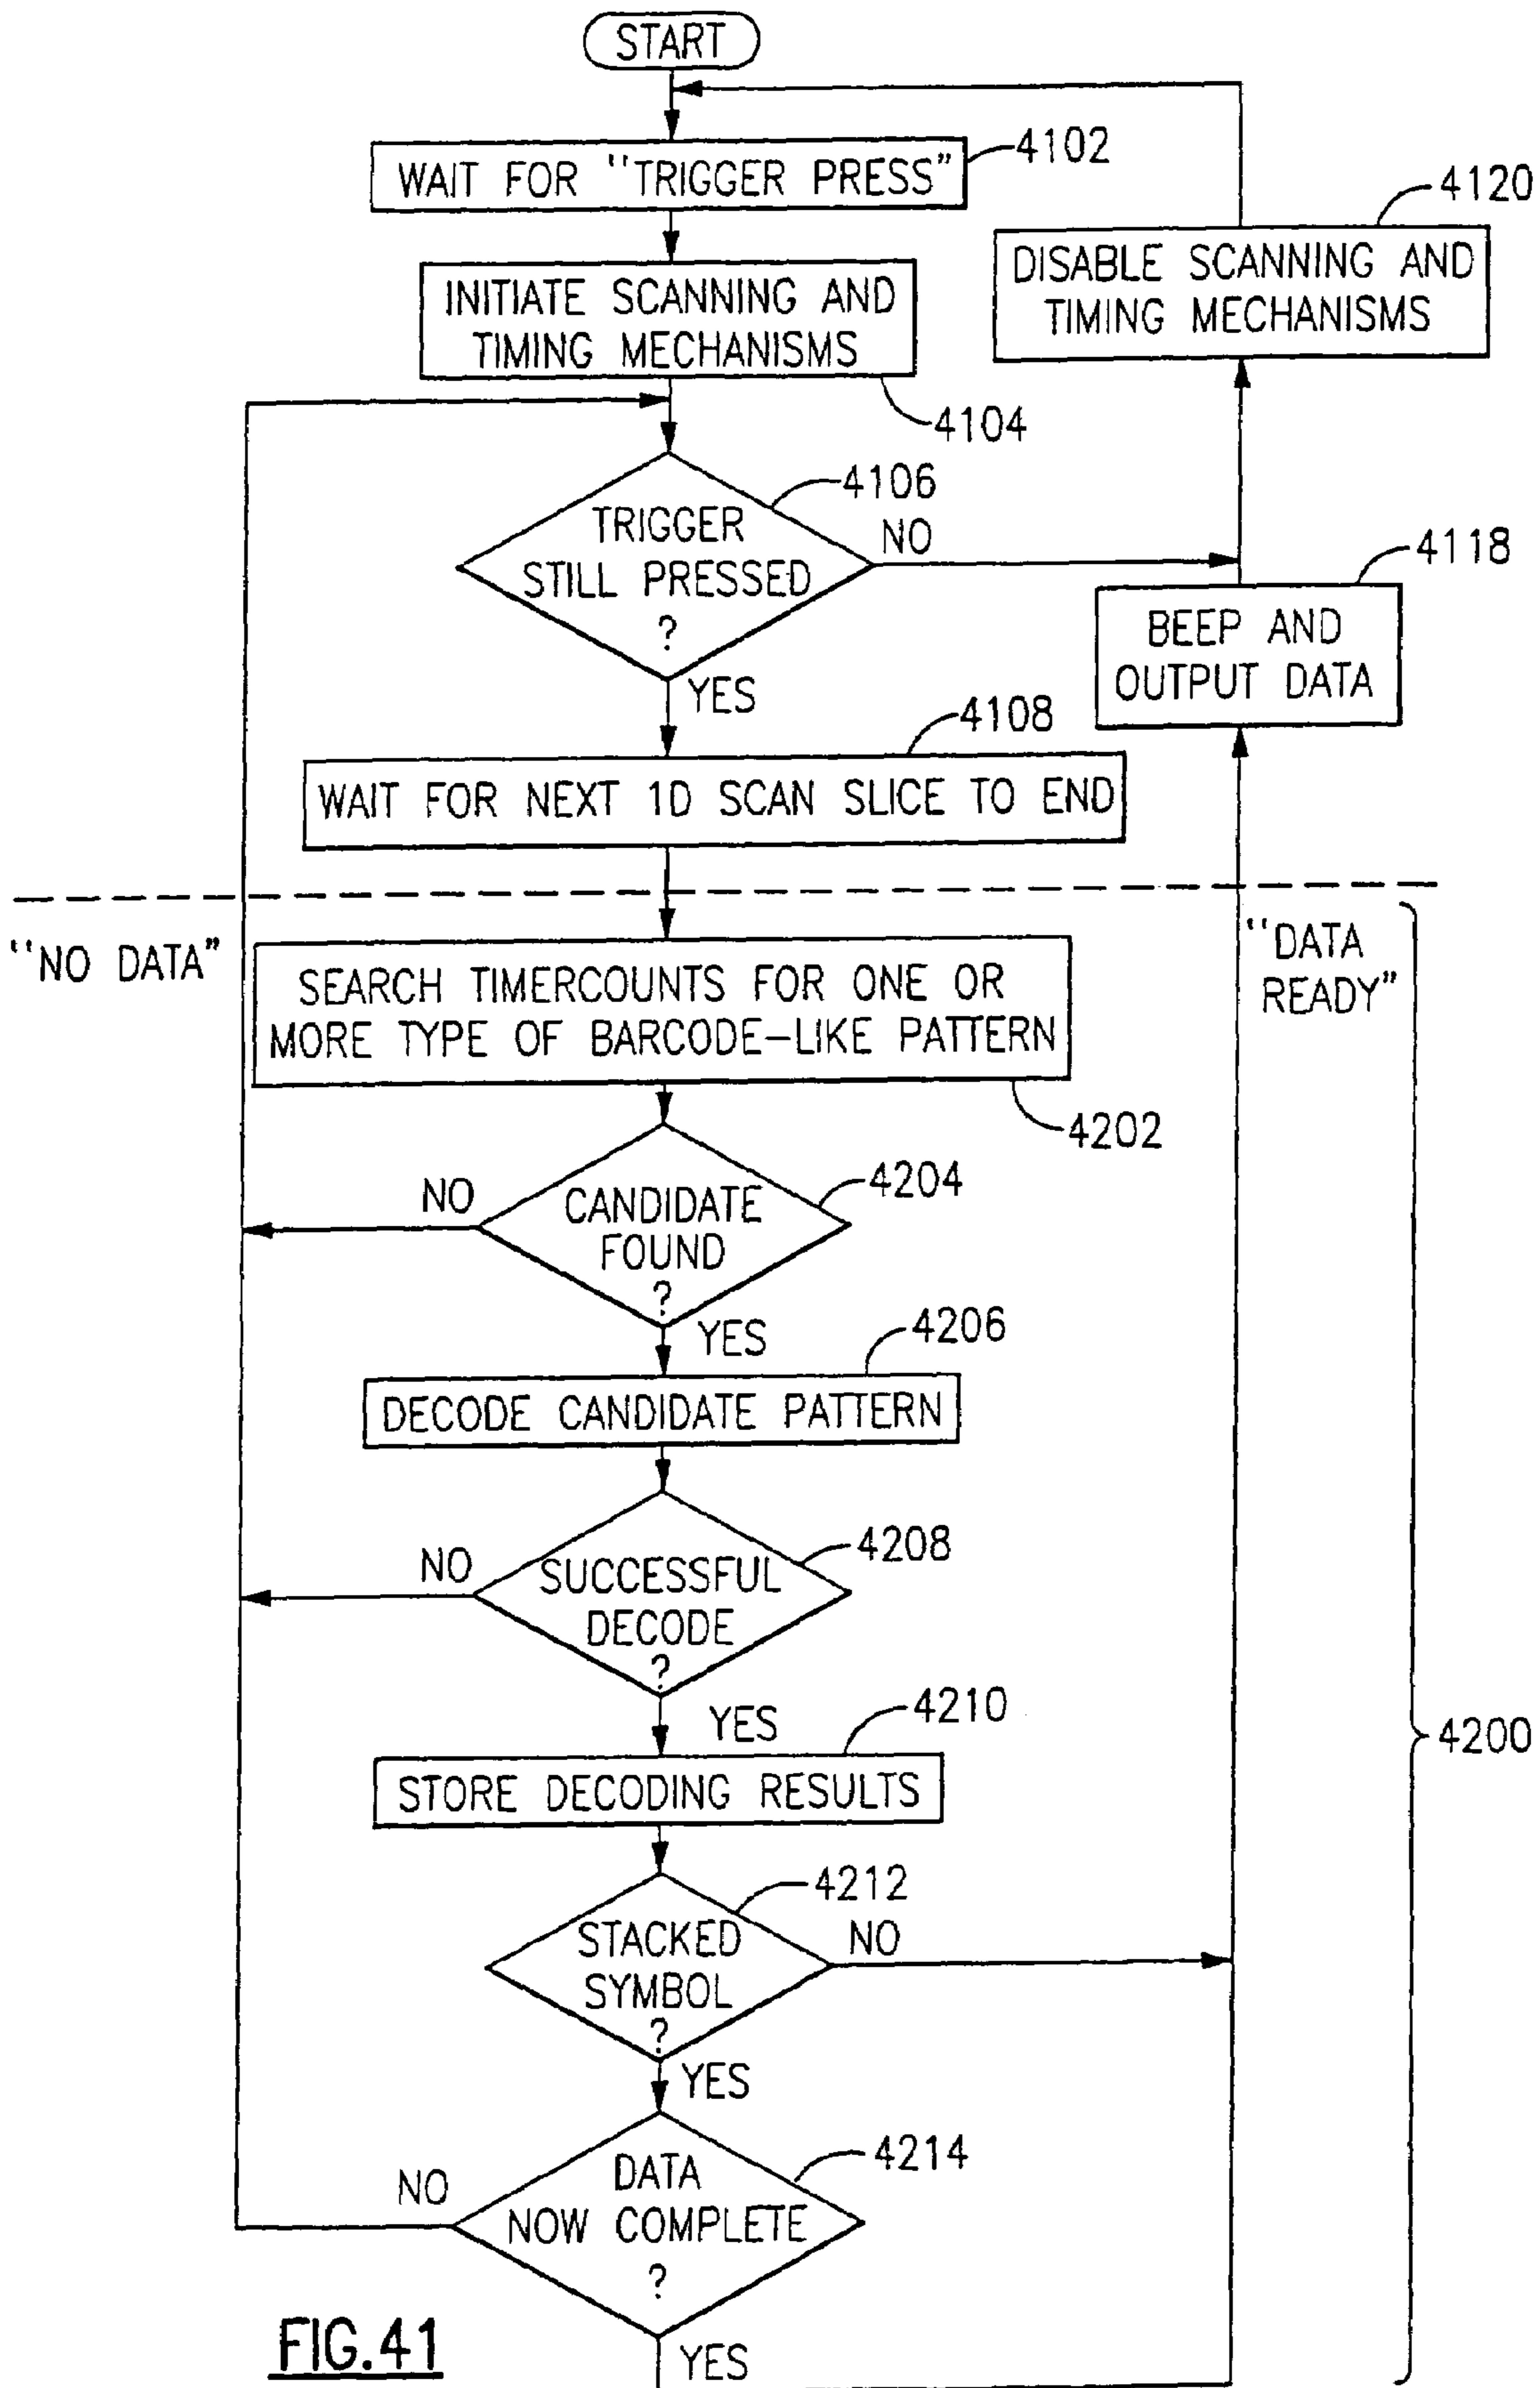 START
WAIT FOR "TRIGGER PRESS"
4102
4120
DISABLE SCANNING AND
TIMING MECHANISMS
INITIATE SCANNING AND
TIMING MECHANISMS
4104
4106
TRIGGER
STILL PRESSED
?
NO
YES
4118
BEEP AND
OUTPUT DATA
4108
WAIT FOR NEXT 1D SCAN SLICE TO END
"NO DATA"
"DATA
READY"
SEARCH TIMERCOUNTS FOR ONE OR
MORE TYPE OF BARCODE-LIKE PATTERN
4202
4204
NO
CANDIDATE
FOUND
?
YES
4206
DECODE CANDIDATE PATTERN
4208
NO
SUCCESSFUL
DECODE
?
YES
4210
4200
STORE DECODING RESULTS
4212
STACKED
SYMBOL
?
NO
YES
4214
NO
DATA
NOW COMPLETE
?
YES
FIG.41